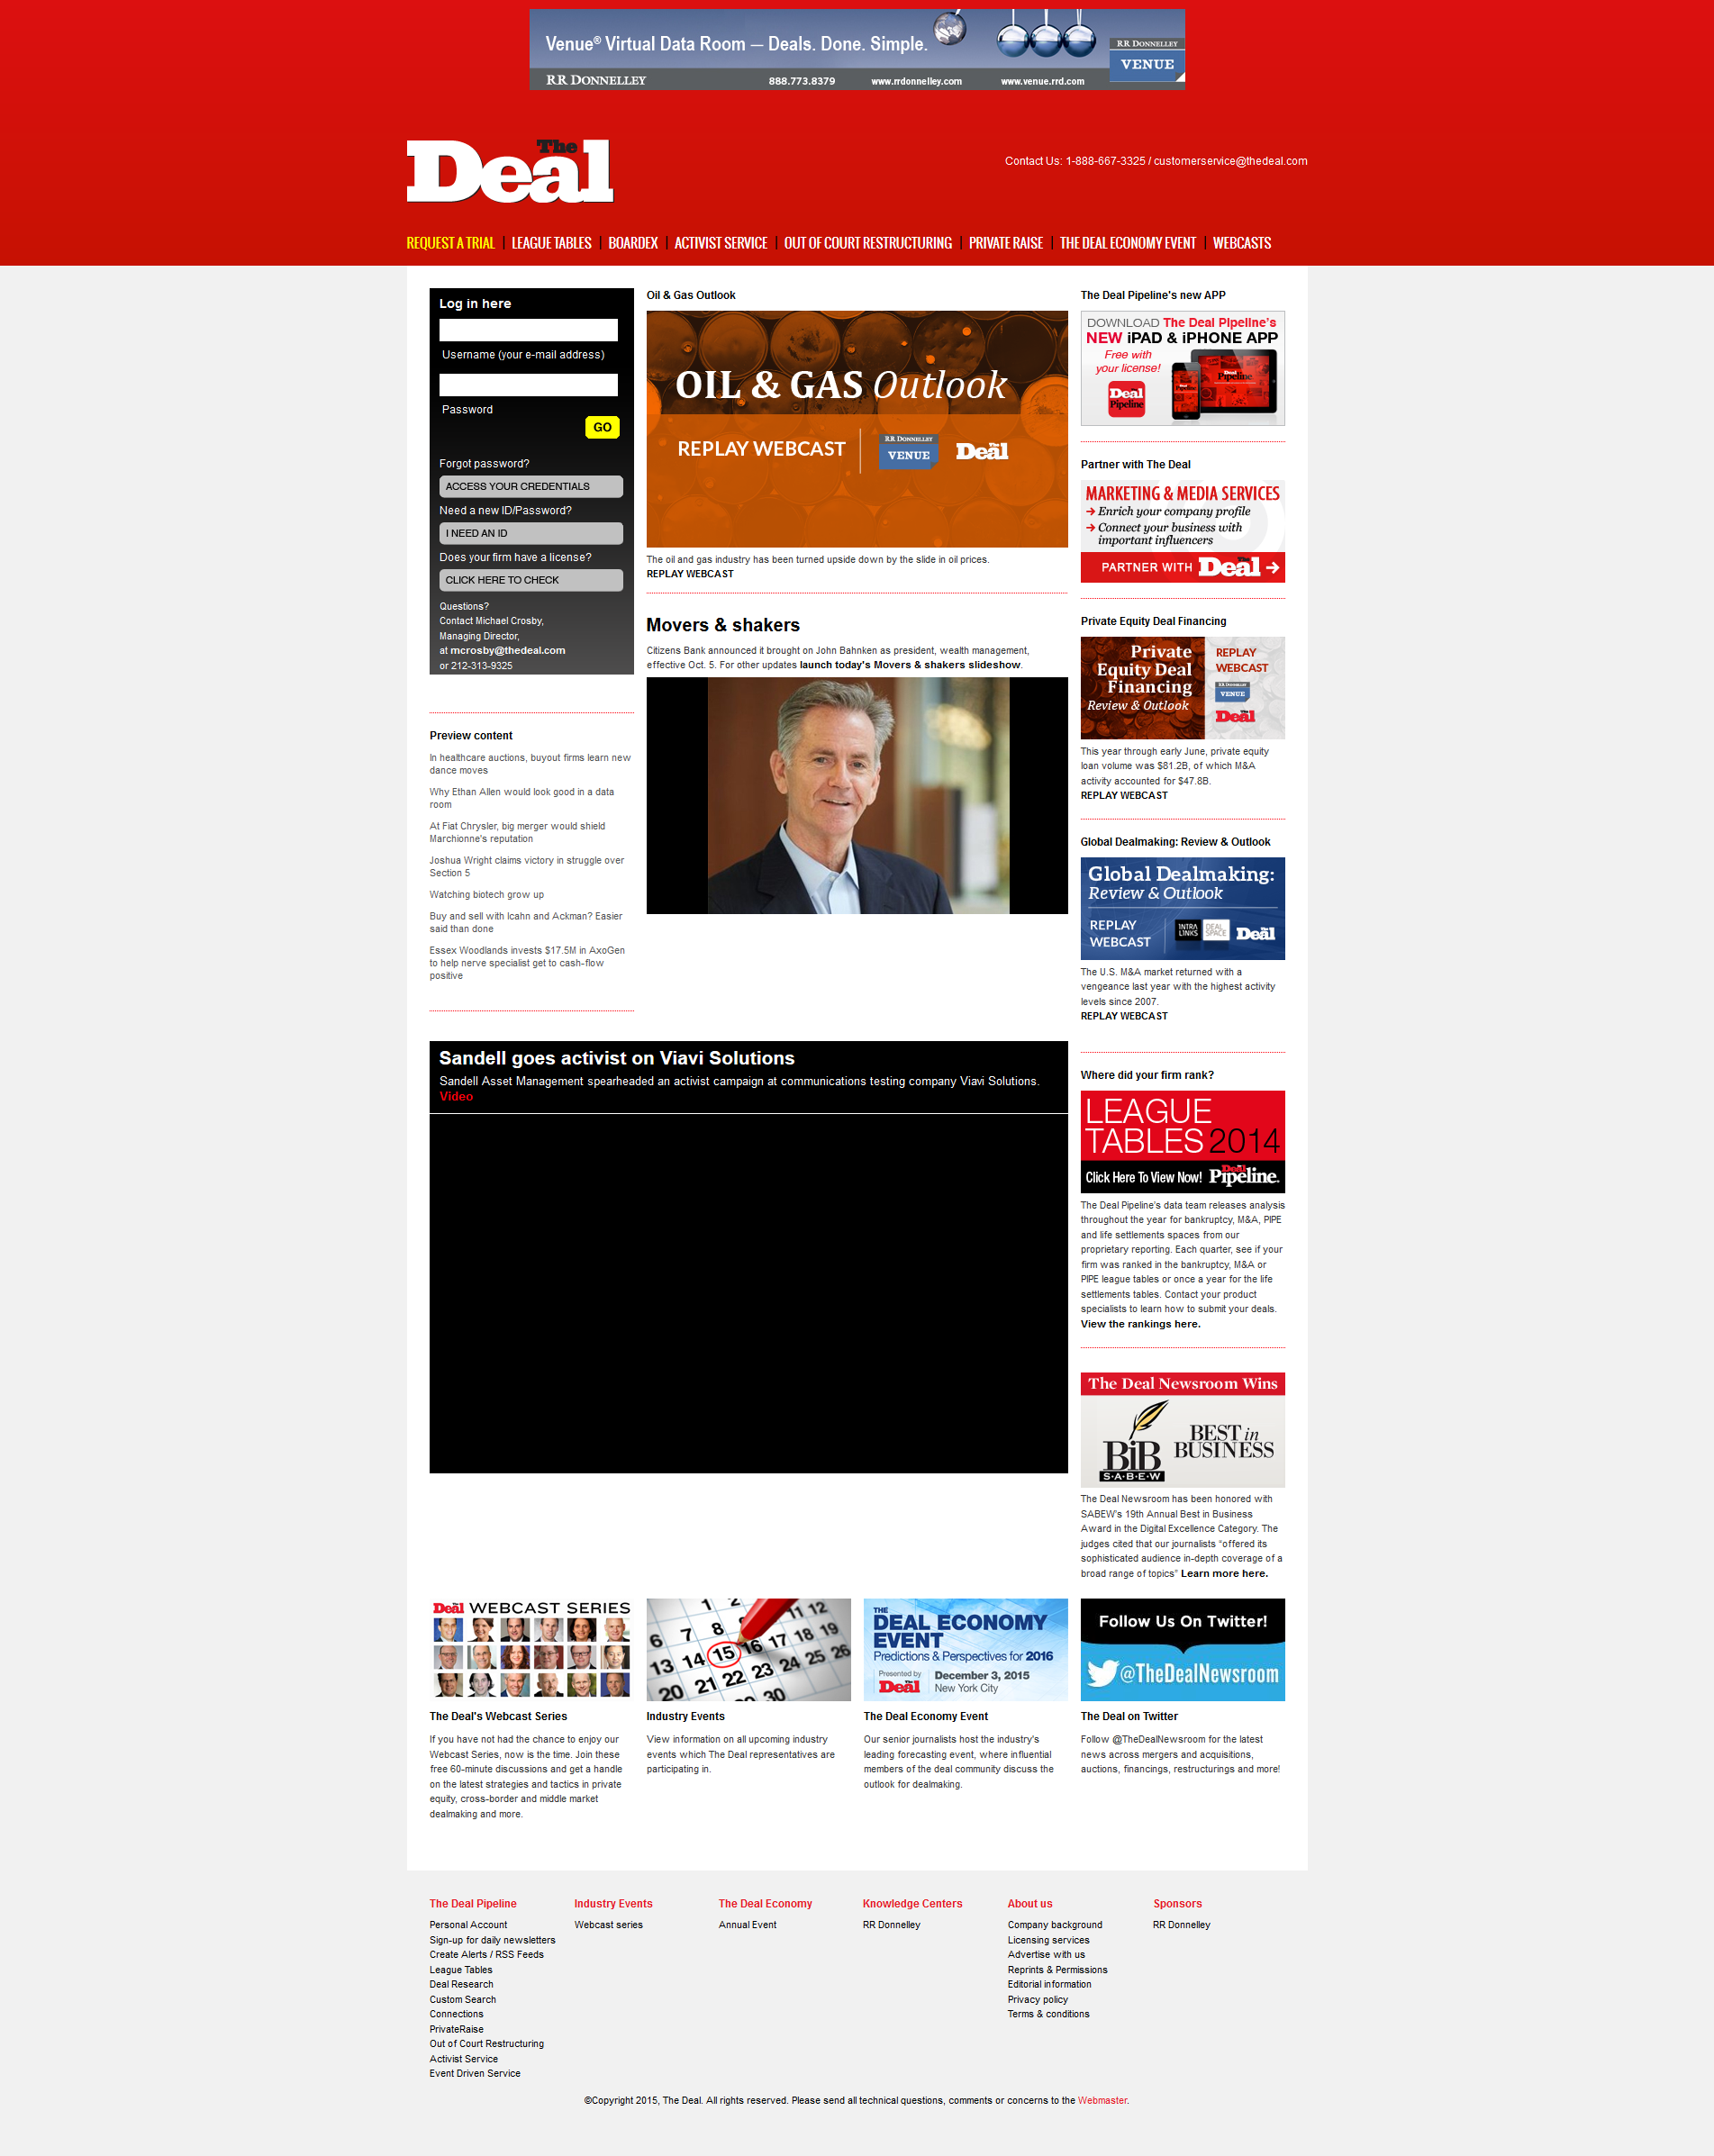 Venue® Virtual Data Room — Deals. Done. Simple.
RR DONNELLEY
VENUE
RR DONNELLEY 888.773.8379 www.rrdonnelley.com www.venue.rrd.com
The Deal
Contact Us: 1-888-667-3325 / customerservice@thedeal.com
REQUEST A TRIAL | LEAGUE TABLES | BOARDEX | ACTIVIST SERVICE | OUT OF COURT RESTRUCTURING | PRIVATE RAISE | THE DEAL ECONOMY EVENT | WEBCASTS
Log in here
Username (your e-mail address)
Password
GO
Forgot password?
ACCESS YOUR CREDENTIALS
Need a new ID/Password?
I NEED AN ID
Does your firm have a license?
CLICK HERE TO CHECK
Questions?
Contact Michael Crosby,
Managing Director,
at mcrosby@thedeal.com
or 212-313-9325
Preview content
In healthcare auctions, buyout firms learn new
dance moves
Why Ethan Allen would look good in a data
room
At Fiat Chrysler, big merger would shield
Marchionne's reputation
Joshua Wright claims victory in struggle over
Section 5
Watching biotech grow up
Buy and sell with Icahn and Ackman? Easier
said than done
Essex Woodlands invests $17.5M in AxoGen
to help nerve specialist get to cash-flow
positive
Oil & Gas Outlook
OIL & GAS Outlook
REPLAY WEBCAST
RR DONNELLEY
VENUE
The Deal
The oil and gas industry has been turned upside down by the slide in oil prices.
REPLAY WEBCAST
Movers & shakers
Citizens Bank announced it brought on John Bahnken as president, wealth management,
effective Oct. 5. For other updates launch today's Movers & shakers slideshow.
The Deal Pipeline's new APP
DOWNLOAD The Deal Pipeline's
NEW iPAD & iPHONE APP
Free with
your license!
Deal
Pipeline
Pipeline
Partner with The Deal
MARKETING & MEDIA SERVICES
Enrich your company profile
Connect your business with
important influencers
PARTNER WITH The Deal
Private Equity Deal Financing
Private
Equity Deal
Financing
Review & Outlook
REPLAY
WEBCAST
RR DONNELLEY
VENUE
The Deal
This year through early June, private equity
loan volume was $81.2B, of which M&A
activity accounted for $47.8B.
REPLAY WEBCAST
Global Dealmaking: Review & Outlook
Global Dealmaking:
Review & Outlook
REPLAY
WEBCAST
INTRA
LINKS
DEAL
SPACE
The Deal
The U.S. M&A market returned with a
vengeance last year with the highest activity
levels since 2007.
REPLAY WEBCAST
Sandell goes activist on Viavi Solutions
Sandell Asset Management spearheaded an activist campaign at communications testing company Viavi Solutions.
Video
Where did your firm rank?
LEAGUE
TABLES 2014
Click Here To View Now! The Deal Pipeline.
The Deal Pipeline's data team releases analysis
throughout the year for bankruptcy, M&A, PIPE
and life settlements spaces from our
proprietary reporting. Each quarter, see if your
firm was ranked in the bankruptcy, M&A or
PIPE league tables or once a year for the life
settlements tables. Contact your product
specialists to learn how to submit your deals.
View the rankings here.
The Deal Newsroom Wins
BiB
S·A·B·E·W
BEST in
BUSINESS
The Deal Newsroom has been honored with
SABEW's 19th Annual Best in Business
Award in the Digital Excellence Category. The
judges cited that our journalists "offered its
sophisticated audience in-depth coverage of a
broad range of topics" Learn more here.
The Deal WEBCAST SERIES
The Deal's Webcast Series
If you have not had the chance to enjoy our
Webcast Series, now is the time. Join these
free 60-minute discussions and get a handle
on the latest strategies and tactics in private
equity, cross-border and middle market
dealmaking and more.
1 2 11 12
6 7 8 16 17 18 19
13 14 15 16 24 25 26
20 21 22 23
30
Industry Events
View information on all upcoming industry
events which The Deal representatives are
participating in.
THE
DEAL ECONOMY
EVENT
Predictions & Perspectives for 2016
Presented by
The Deal
December 3, 2015
New York City
The Deal Economy Event
Our senior journalists host the industry's
leading forecasting event, where influential
members of the deal community discuss the
outlook for dealmaking.
Follow Us On Twitter!
@TheDealNewsroom
The Deal on Twitter
Follow @TheDealNewsroom for the latest
news across mergers and acquisitions,
auctions, financings, restructurings and more!
The Deal Pipeline
Personal Account
Sign-up for daily newsletters
Create Alerts / RSS Feeds
League Tables
Deal Research
Custom Search
Connections
PrivateRaise
Out of Court Restructuring
Activist Service
Event Driven Service
Industry Events
Webcast series
The Deal Economy
Annual Event
Knowledge Centers
RR Donnelley
About us
Company background
Licensing services
Advertise with us
Reprints & Permissions
Editorial information
Privacy policy
Terms & conditions
Sponsors
RR Donnelley
©Copyright 2015, The Deal. All rights reserved. Please send all technical questions, comments or concerns to the Webmaster.